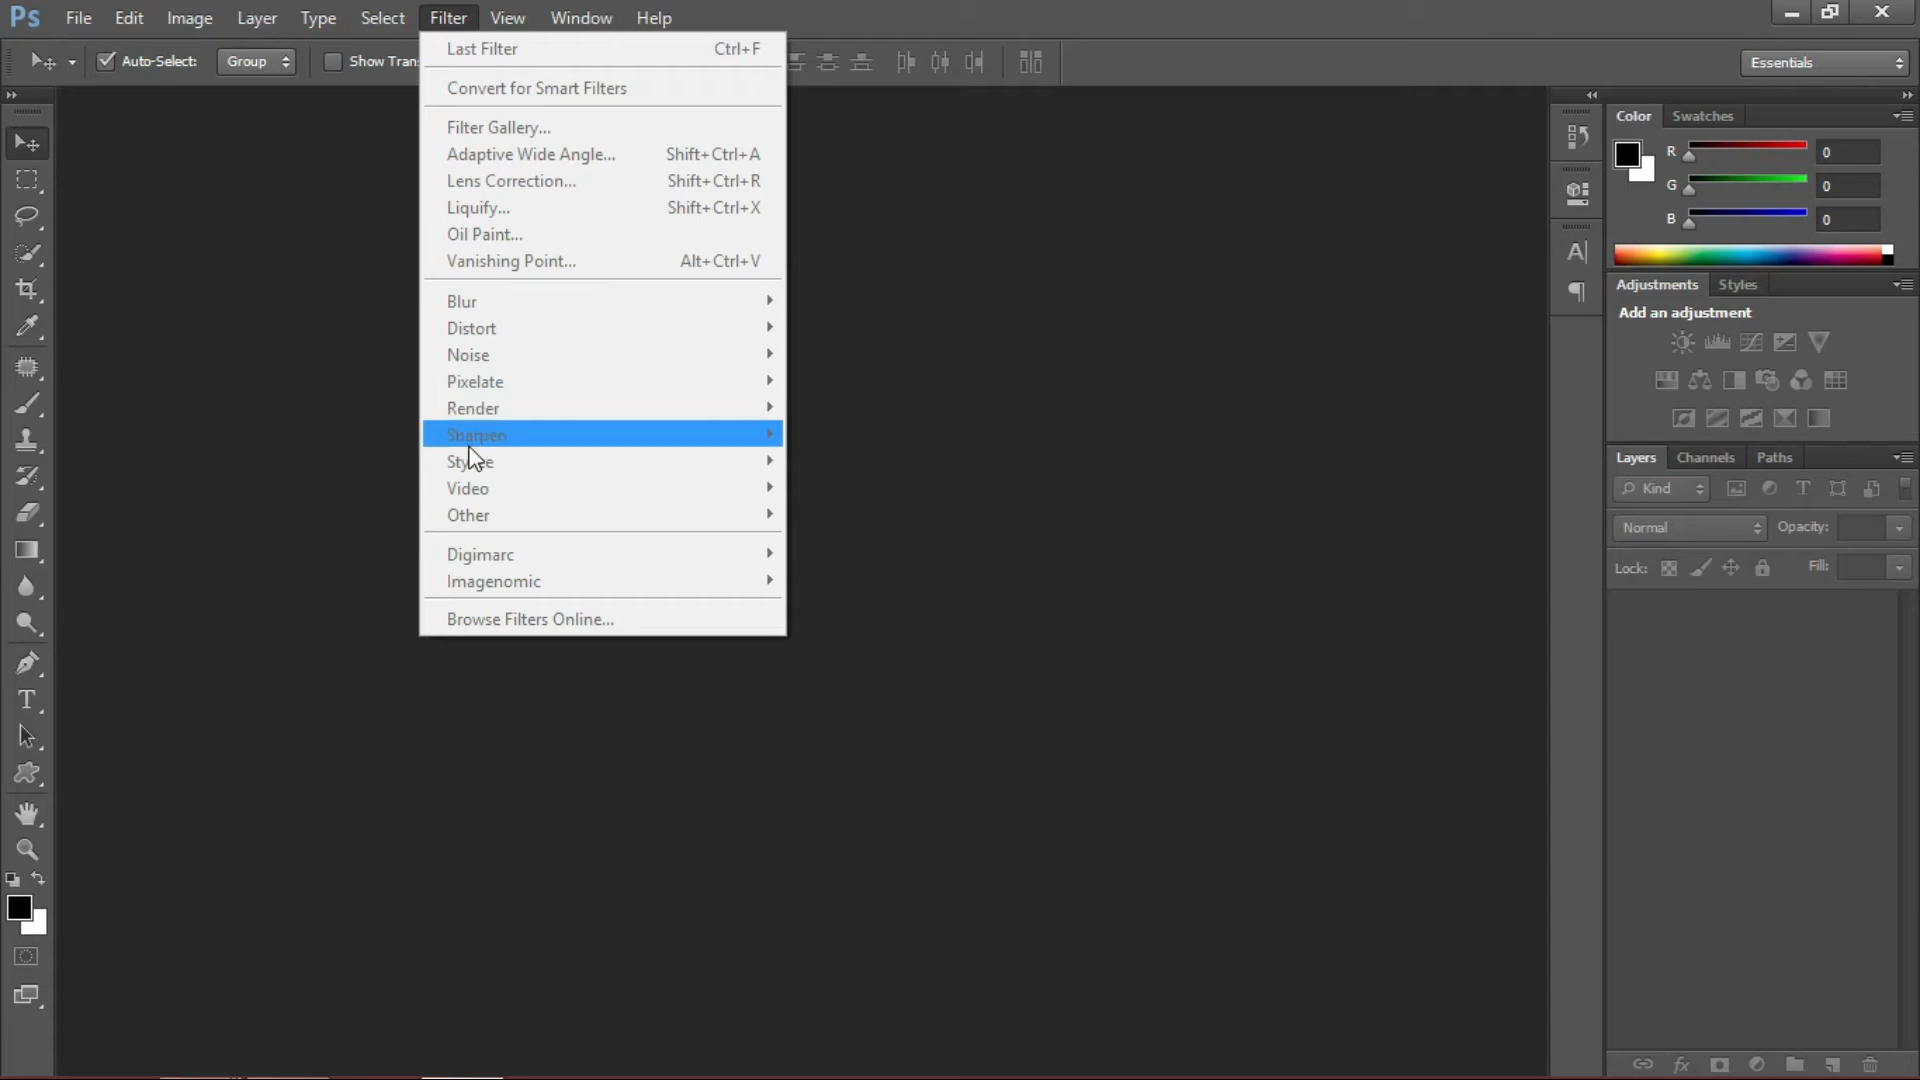 Ps File Edit Image Layer Type Select Filter View Window Help
Auto-Select: Group Show Tran Essentials
Last Filter Ctrl+F
Convert for Smart Filters
Filter Gallery...
Adaptive Wide Angle... Shift+Ctrl+A
Lens Correction... Shift+Ctrl+R
Liquify... Shift+Ctrl+X
Oil Paint...
Vanishing Point... Alt+Ctrl+V
Blur
Distort
Noise
Pixelate
Render
Sharpen
Video
Other
Digimarc
Imagenomic
Browse Filters Online...
Color Swatches
R 0
G 0
B 0
Adjustments Styles
Add an adjustment
Layers Channels Paths
Kind
Normal Opacity:
Lock: Fill: